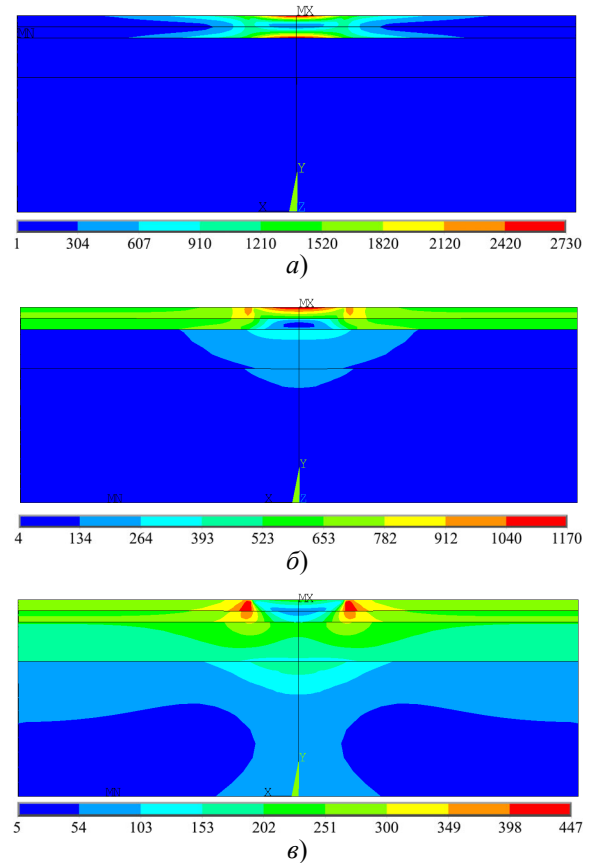 MX
MN
Y
X Z
1 304 607 910 1210 1520 1820 2120 2420 2730
а)
MX
Y
MN X Z
4 134 264 393 523 653 782 912 1040 1170
б)
MX
Y
MN X
5 54 103 153 202 251 300 349 398 447
в)